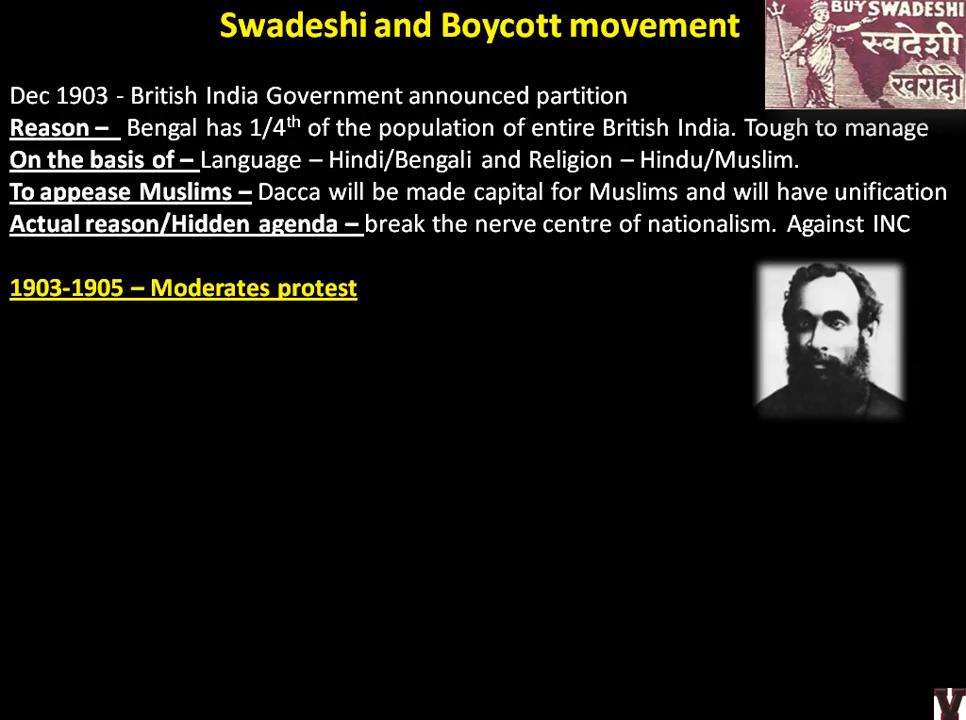 Swadeshi and Boycott movement
BUY SWADESHI
स्वदेशी
खरीदो
Dec 1903 - British India Government announced partition
Reason – Bengal has 1/4th of the population of entire British India. Tough to manage
On the basis of – Language – Hindi/Bengali and Religion – Hindu/Muslim.
To appease Muslims – Dacca will be made capital for Muslims and will have unification
Actual reason/Hidden agenda – break the nerve centre of nationalism. Against INC
1903-1905 – Moderates protest